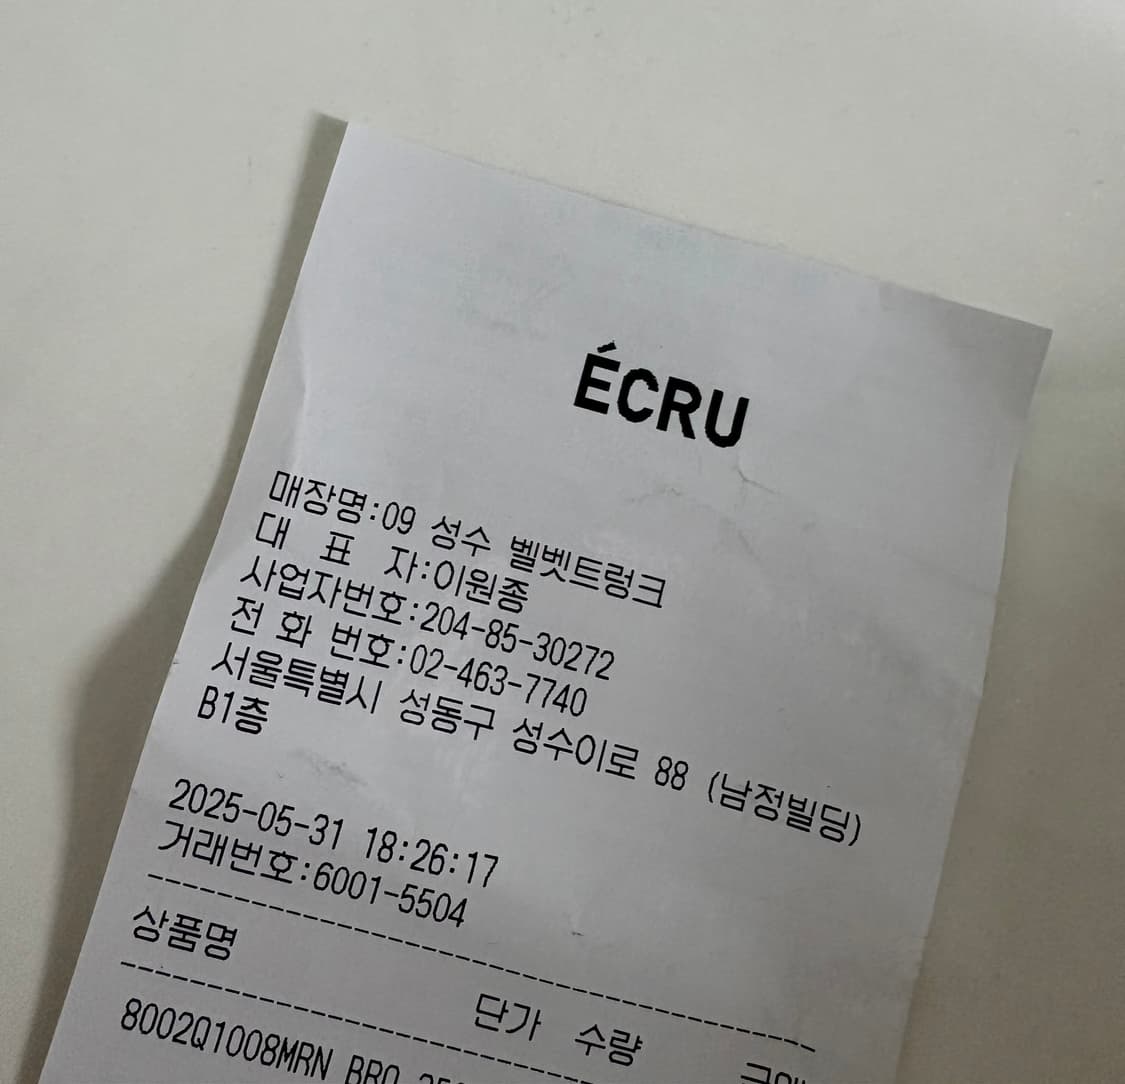 ÉCRU
매장명:09 성수 벨벳트렁크
대 표 자:이원종
사업자번호:204-85-30272
전 화 번호:02-463-7740
서울특별시 성동구 성수이로 88 (남정빌딩)
B1층
2025-05-31 18:26:17
거래번호:6001-5504
--------------------------------
상품명
단가 수량
--------------------------------
8002Q1008MRN BRO